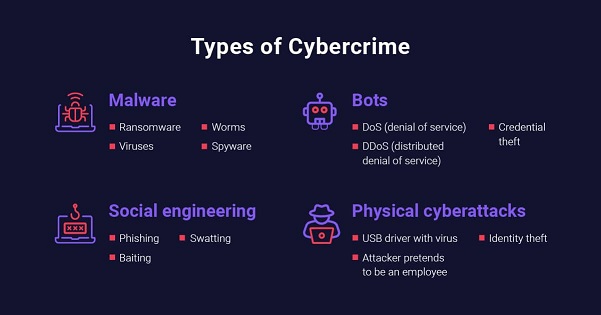 Types of Cybercrime
Malware
Ransomware
Worms
Viruses
Spyware
Bots
DoS (denial of service)
Credential
theft
DDoS (distributed
denial of service)
Social engineering
Phishing
Swatting
Baiting
xxx
Physical cyberattacks
USB driver with virus
Identity theft
Attacker pretends
to be an employee